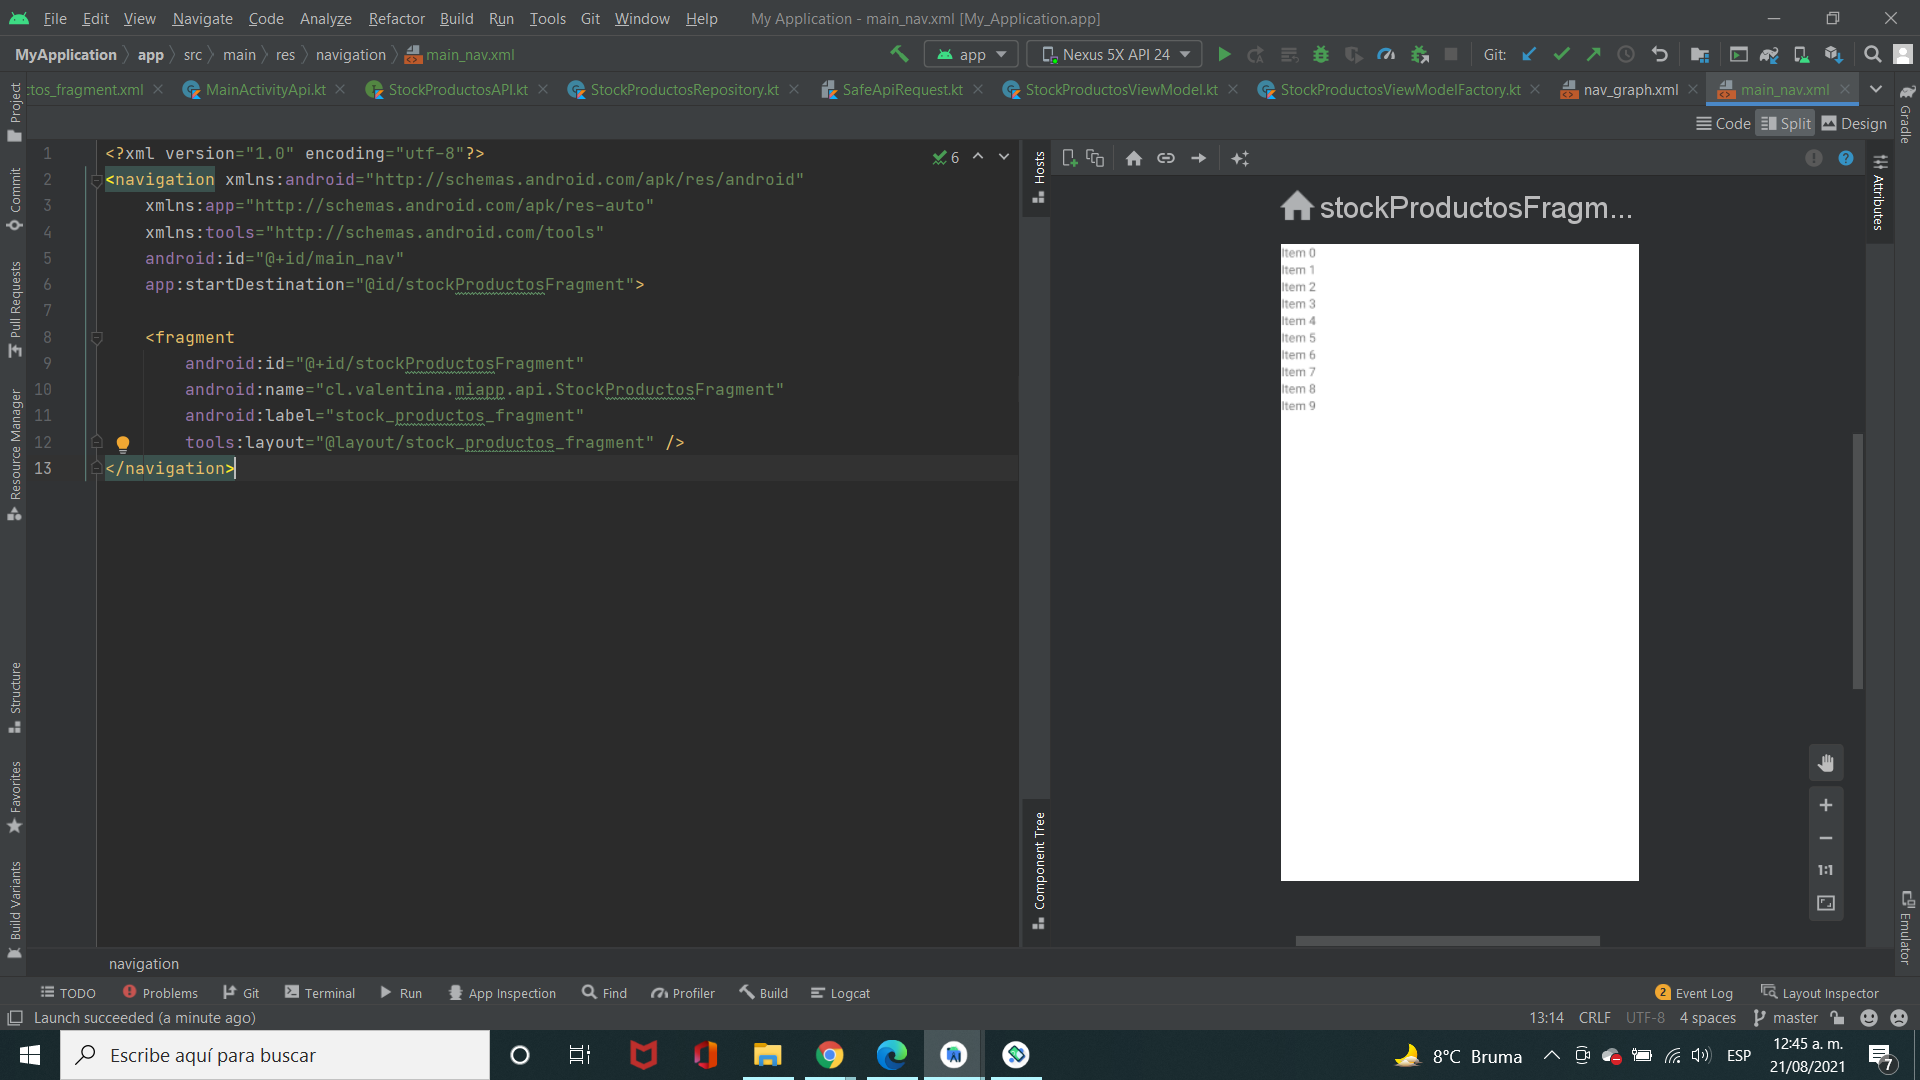 File Edit View Navigate Code Analyze Refactor Build Run Tools Git Window Help My Application - main_nav.xml [My_Application.app]
MyApplication app src main res navigation main_nav.xml app Nexus 5X API 24 Git:
ctos_fragment.xml MainActivityApi.kt StockProductosAPI.kt StockProductosRepository.kt SafeApiRequest.kt StockProductosViewModel.kt StockProductosViewModelFactory.kt nav_graph.xml main_nav.xml
Code Split Design
1 <?xml version="1.0" encoding="utf-8"?>
2 <navigation xmlns:android="http://schemas.android.com/apk/res/android"
3 xmlns:app="http://schemas.android.com/apk/res-auto"
4 xmlns:tools="http://schemas.android.com/tools"
5 android:id="@+id/main_nav"
6 app:startDestination="@id/stockProductosFragment">
7
8 <fragment
9 android:id="@+id/stockProductosFragment"
10 android:name="cl.valentina.miapp.api.StockProductosFragment"
11 android:label="stock_productos_fragment"
12 tools:layout="@layout/stock_productos_fragment" />
13 </navigation>
6
Project
Commit
Pull Requests
Resource Manager
Structure
Favorites
Build Variants
Hosts
Component Tree
stockProductosFragm...
Item 0
Item 1
Item 2
Item 3
Item 4
Item 5
Item 6
Item 7
Item 8
Item 9
1:1
Gradle
Attributes
Emulator
navigation
TODO Problems Git Terminal Run App Inspection Find Profiler Build Logcat 2 Event Log Layout Inspector
Launch succeeded (a minute ago) 13:14 CRLF UTF-8 4 spaces master
Escribe aquí para buscar 8°C Bruma ESP 12:45 a. m.
21/08/2021 7